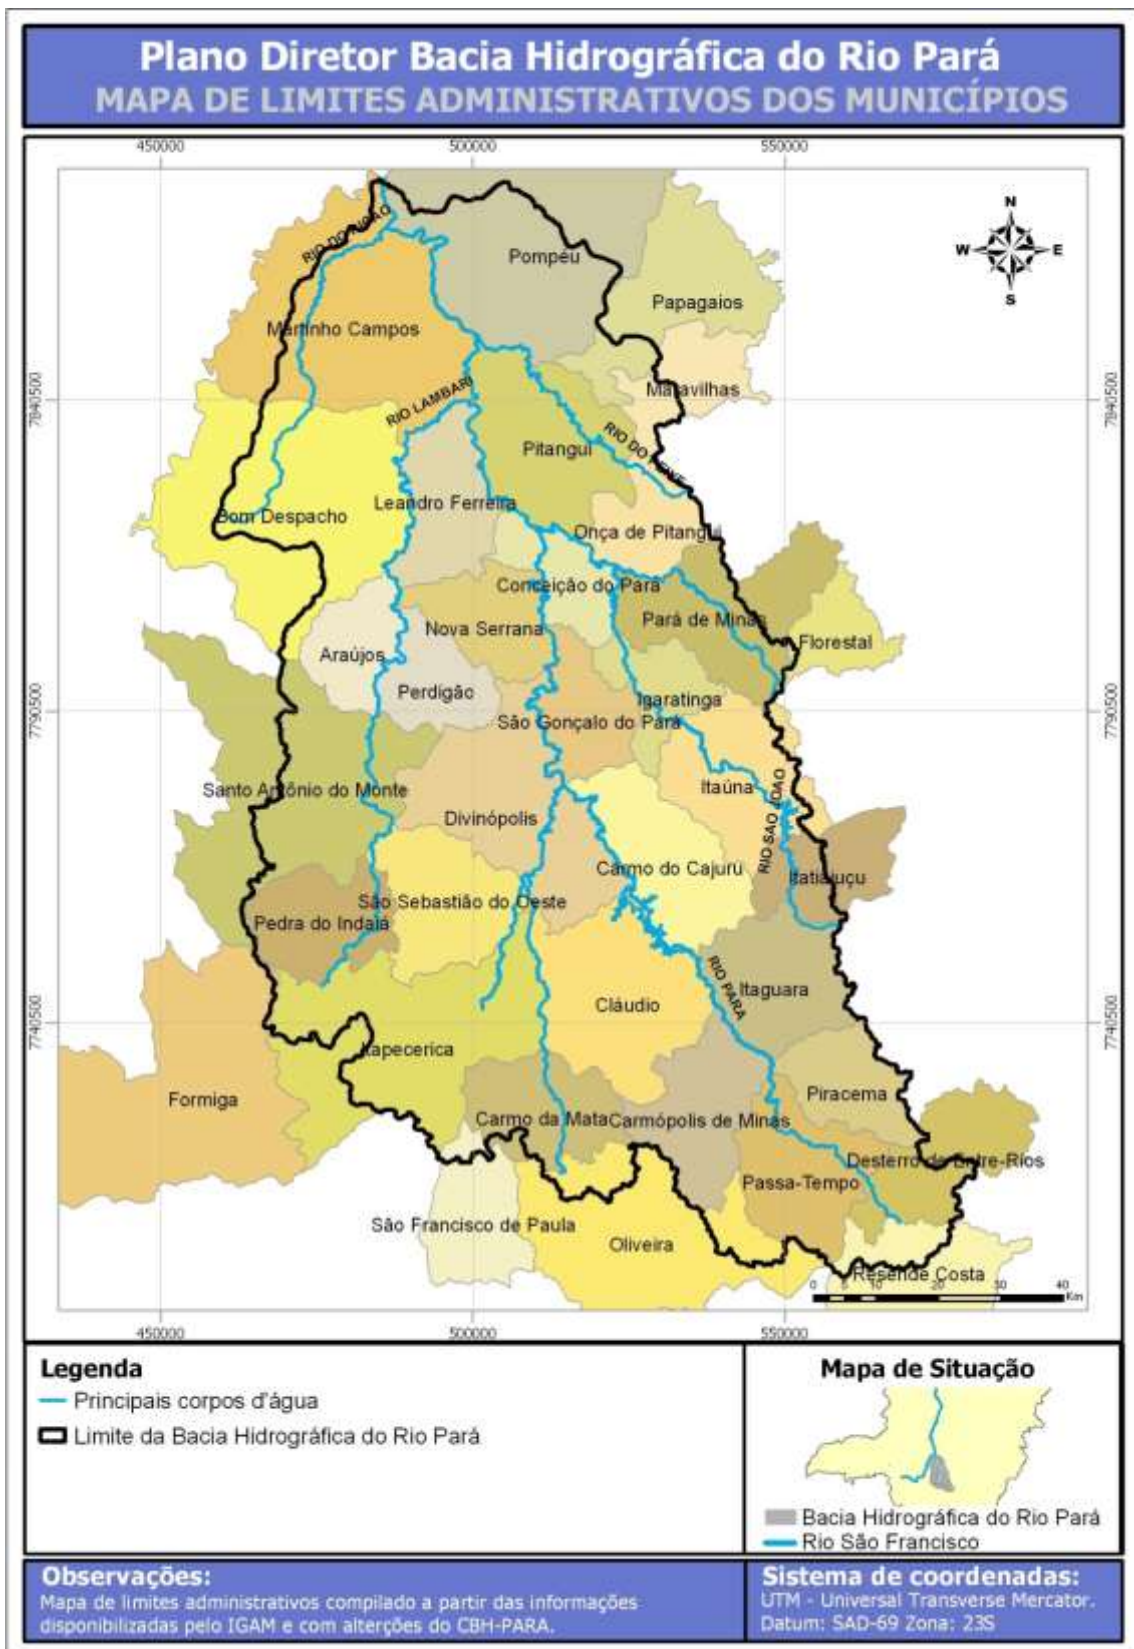 Plano Diretor Bacia Hidrográfica do Rio Pará
MAPA DE LIMITES ADMINISTRATIVOS DOS MUNICÍPIOS
450000
500000
550000
N
W
E
S
RIO DO PICÃO
Pompéu
Papagaios
Martinho Campos
Maravilhas
7840500
7840500
RIO LAMBARI
Pitangui
RIO DO PEIXE
Leandro Ferreira
Bom Despacho
Onça de Pitangui
Conceição do Pará
Nova Serrana
Pará de Minas
Florestal
Araújos
Perdigão
Igaratinga
7790500
7790500
São Gonçalo do Pará
Santo Antônio do Monte
Itaúna
Divinópolis
RIO SAO JOAO
Carmo do Cajurú
Itatiaiuçu
São Sebastião do Oeste
Pedra do Indaiá
RIO PARA
Itaguara
Cláudio
7740500
7740500
Itapecerica
Formiga
Piracema
Carmo da Mata
Carmópolis de Minas
Desterro de Entre-Rios
Passa-Tempo
São Francisco de Paula
Oliveira
Resende Costa
0 5 10 20 30 40
Km
450000
500000
550000
Legenda
Principais corpos d'água
Limite da Bacia Hidrográfica do Rio Pará
Mapa de Situação
Bacia Hidrográfica do Rio Pará
Rio São Francisco
Observações:
Mapa de limites administrativos compilado a partir das informações
disponibilizadas pelo IGAM e com alterções do CBH-PARA.
Sistema de coordenadas:
UTM - Universal Transverse Mercator.
Datum: SAD-69 Zona: 23S